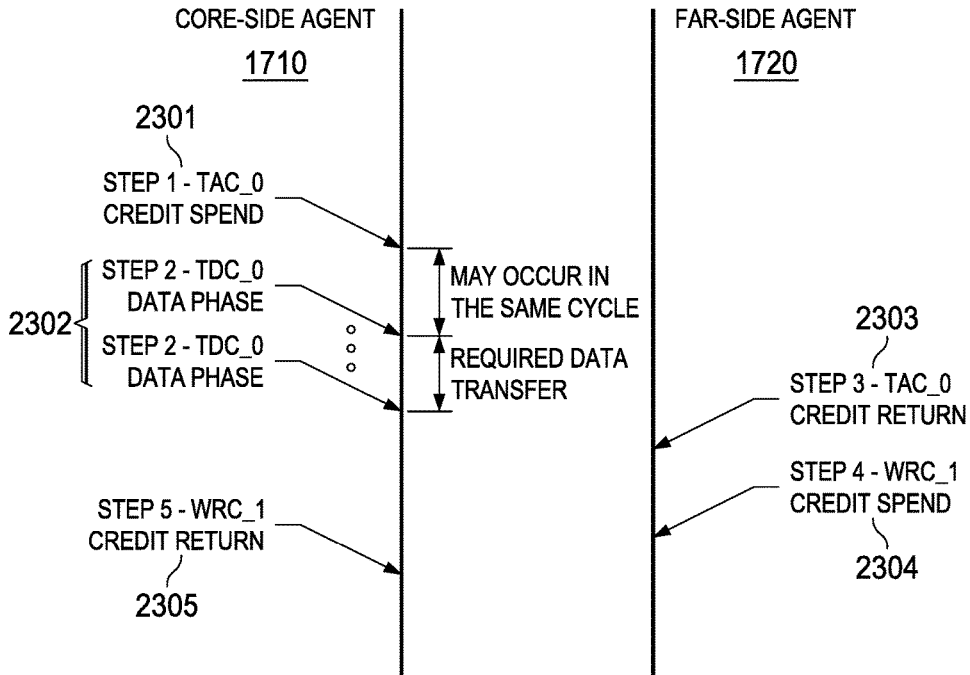 CORE-SIDE AGENT
1710
FAR-SIDE AGENT
1720
2301
STEP 1 - TAC_0
CREDIT SPEND
2302
STEP 2 - TDC_0
DATA PHASE
STEP 2 - TDC_0
DATA PHASE
MAY OCCUR IN
THE SAME CYCLE
REQUIRED DATA
TRANSFER
2303
STEP 3 - TAC_0
CREDIT RETURN
STEP 4 - WRC_1
CREDIT SPEND
2304
STEP 5 - WRC_1
CREDIT RETURN
2305